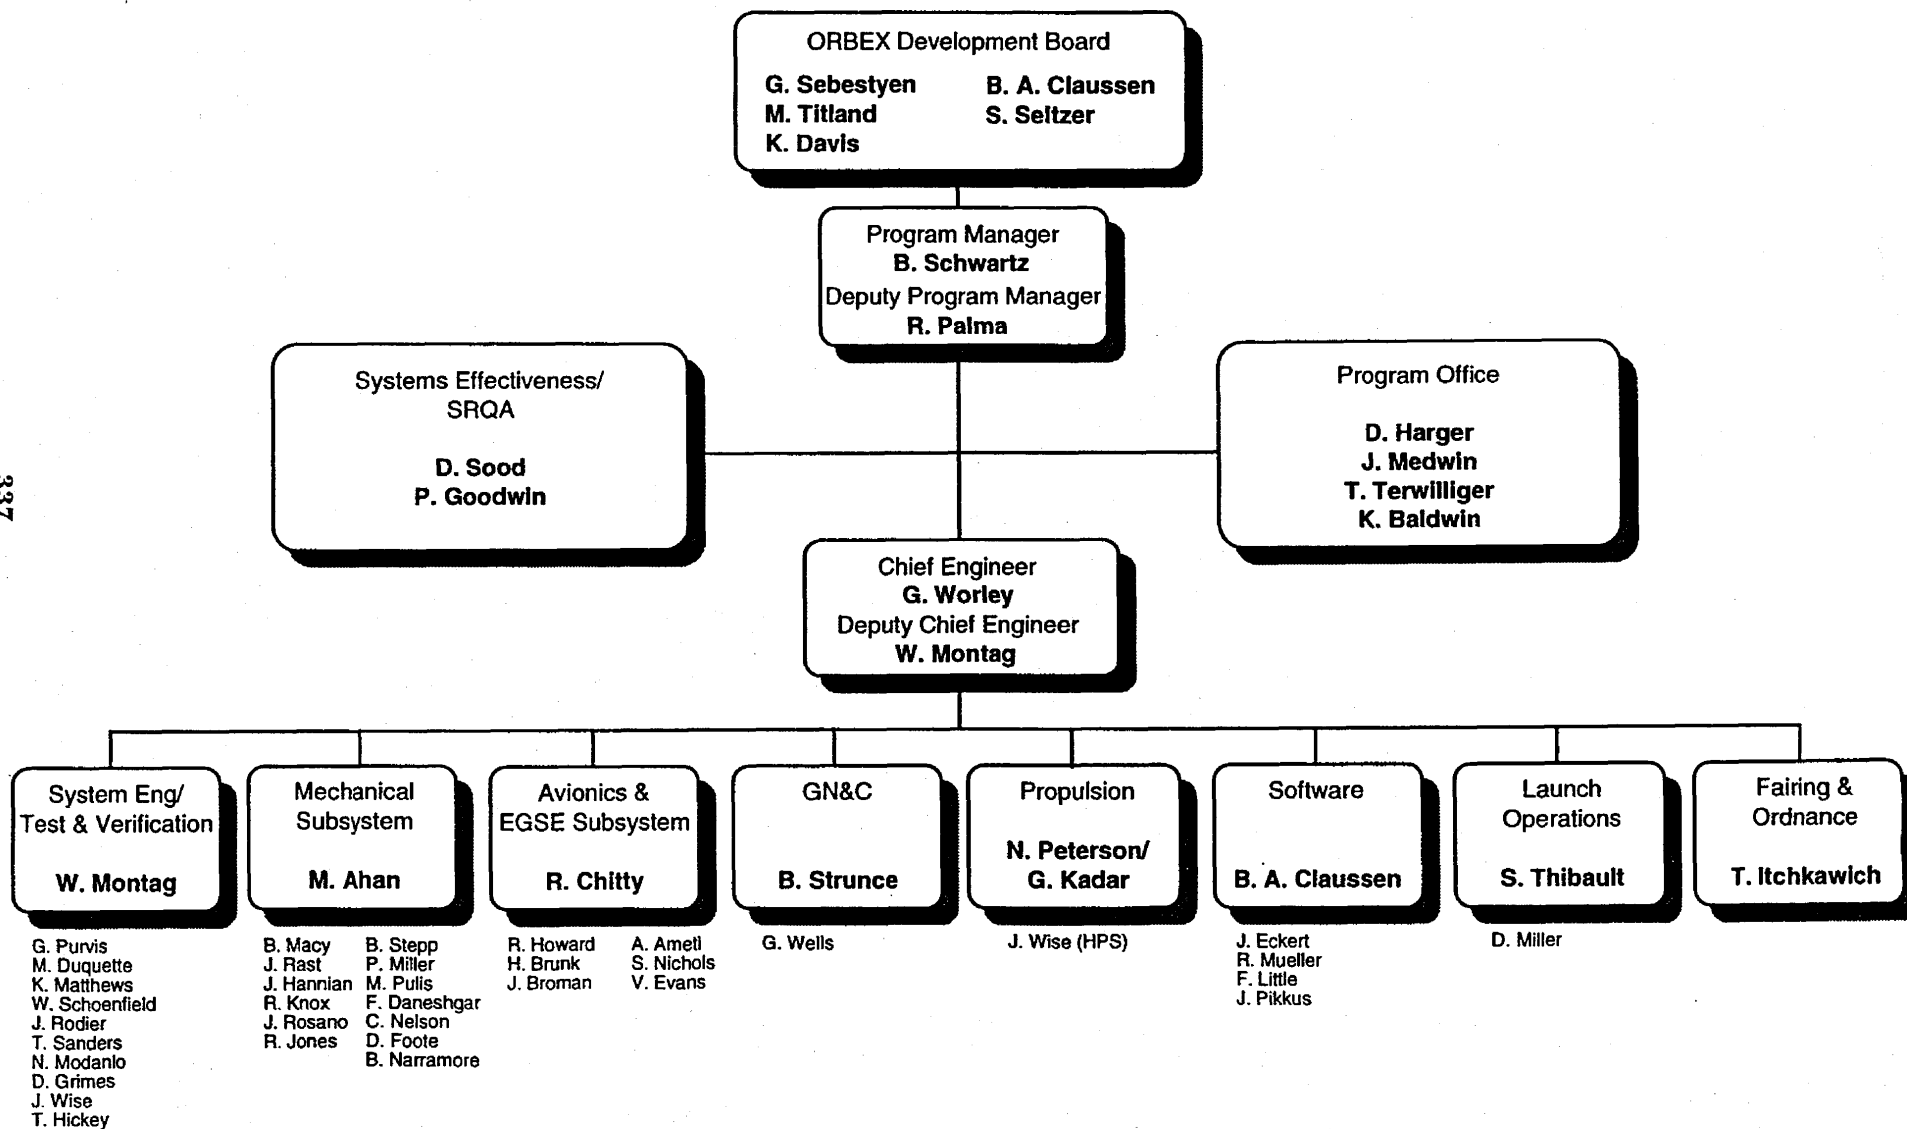 ORBEX Development Board
G. Sebestyen B. A. Claussen
M. Titland S. Seltzer
K. Davis
Program Manager
B. Schwartz
Deputy Program Manager
R. Palma
Systems Effectiveness/
SRQA
D. Sood
P. Goodwin
Program Office
D. Harger
J. Medwin
T. Terwilliger
K. Baldwin
337
Chief Engineer
G. Worley
Deputy Chief Engineer
W. Montag
System Eng/
Test & Verification
W. Montag
G. Purvis
M. Duquette
K. Matthews
W. Schoenfield
J. Rodier
T. Sanders
N. Modanlo
D. Grimes
J. Wise
T. Hickey
Mechanical
Subsystem
M. Ahan
B. Macy B. Stepp
J. Rast P. Miller
J. Hannian M. Pulis
R. Knox F. Daneshgar
J. Rosano C. Nelson
R. Jones D. Foote
B. Narramore
Avionics &
EGSE Subsystem
R. Chitty
R. Howard A. Ametl
H. Brunk S. Nichols
J. Broman V. Evans
GN&C
B. Strunce
G. Wells
Propulsion
N. Peterson/
G. Kadar
J. Wise (HPS)
Software
B. A. Claussen
J. Eckert
R. Mueller
F. Little
J. Pikkus
Launch
Operations
S. Thibault
D. Miller
Fairing &
Ordnance
T. Itchkawich